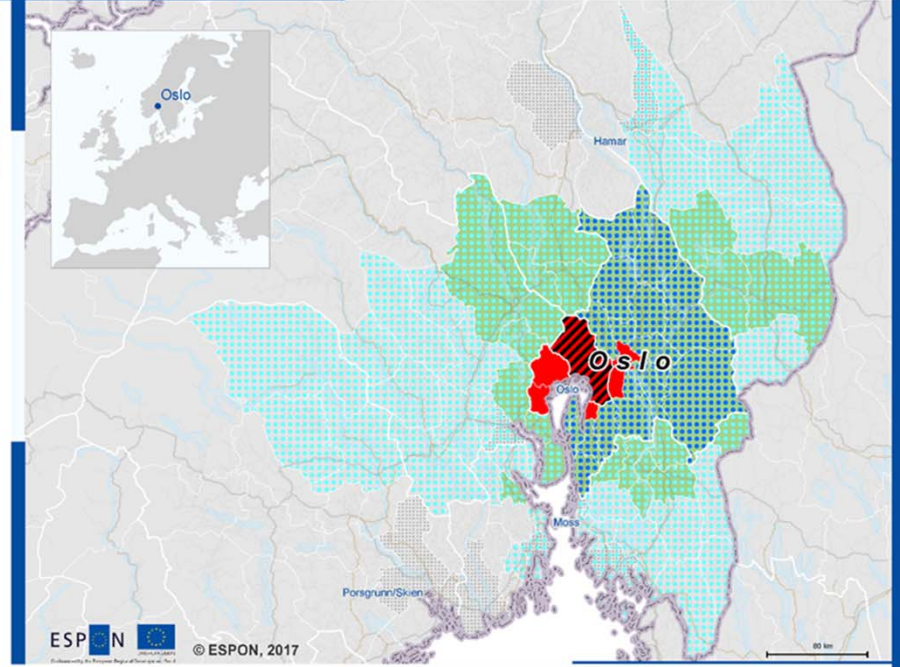 Oslo
Hamar
Oslo
Oslo
Moss
Porsgrunn/Skien
80 km
ESPON
© ESPON, 2017